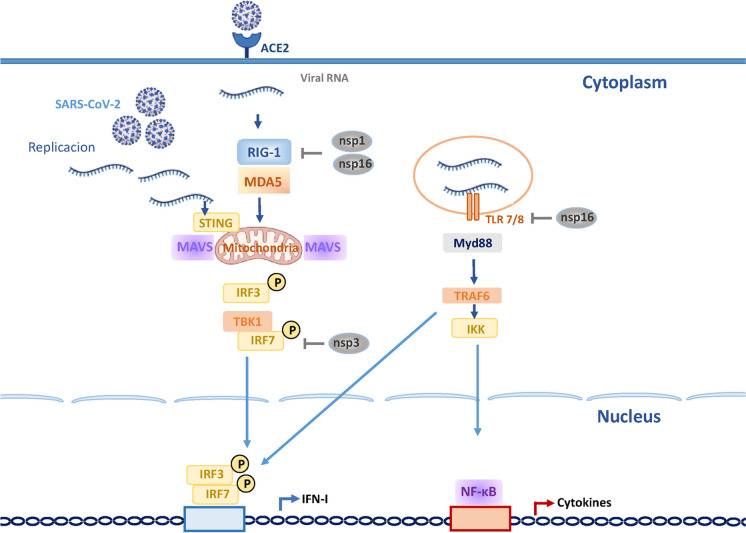 ACE2
Viral RNA
Cytoplasm
SARS-CoV-2
Replicacion
RIG-1
nsp1
nsp16
MDA5
STING
TLR 7/8
nsp16
MAVS
Mitochondria
MAVS
Myd88
IRF3
P
TRAF6
TBK1
IRF7
P
nsp3
IKK
Nucleus
IRF3
P
IRF7
P
IFN-I
NF-κB
Cytokines